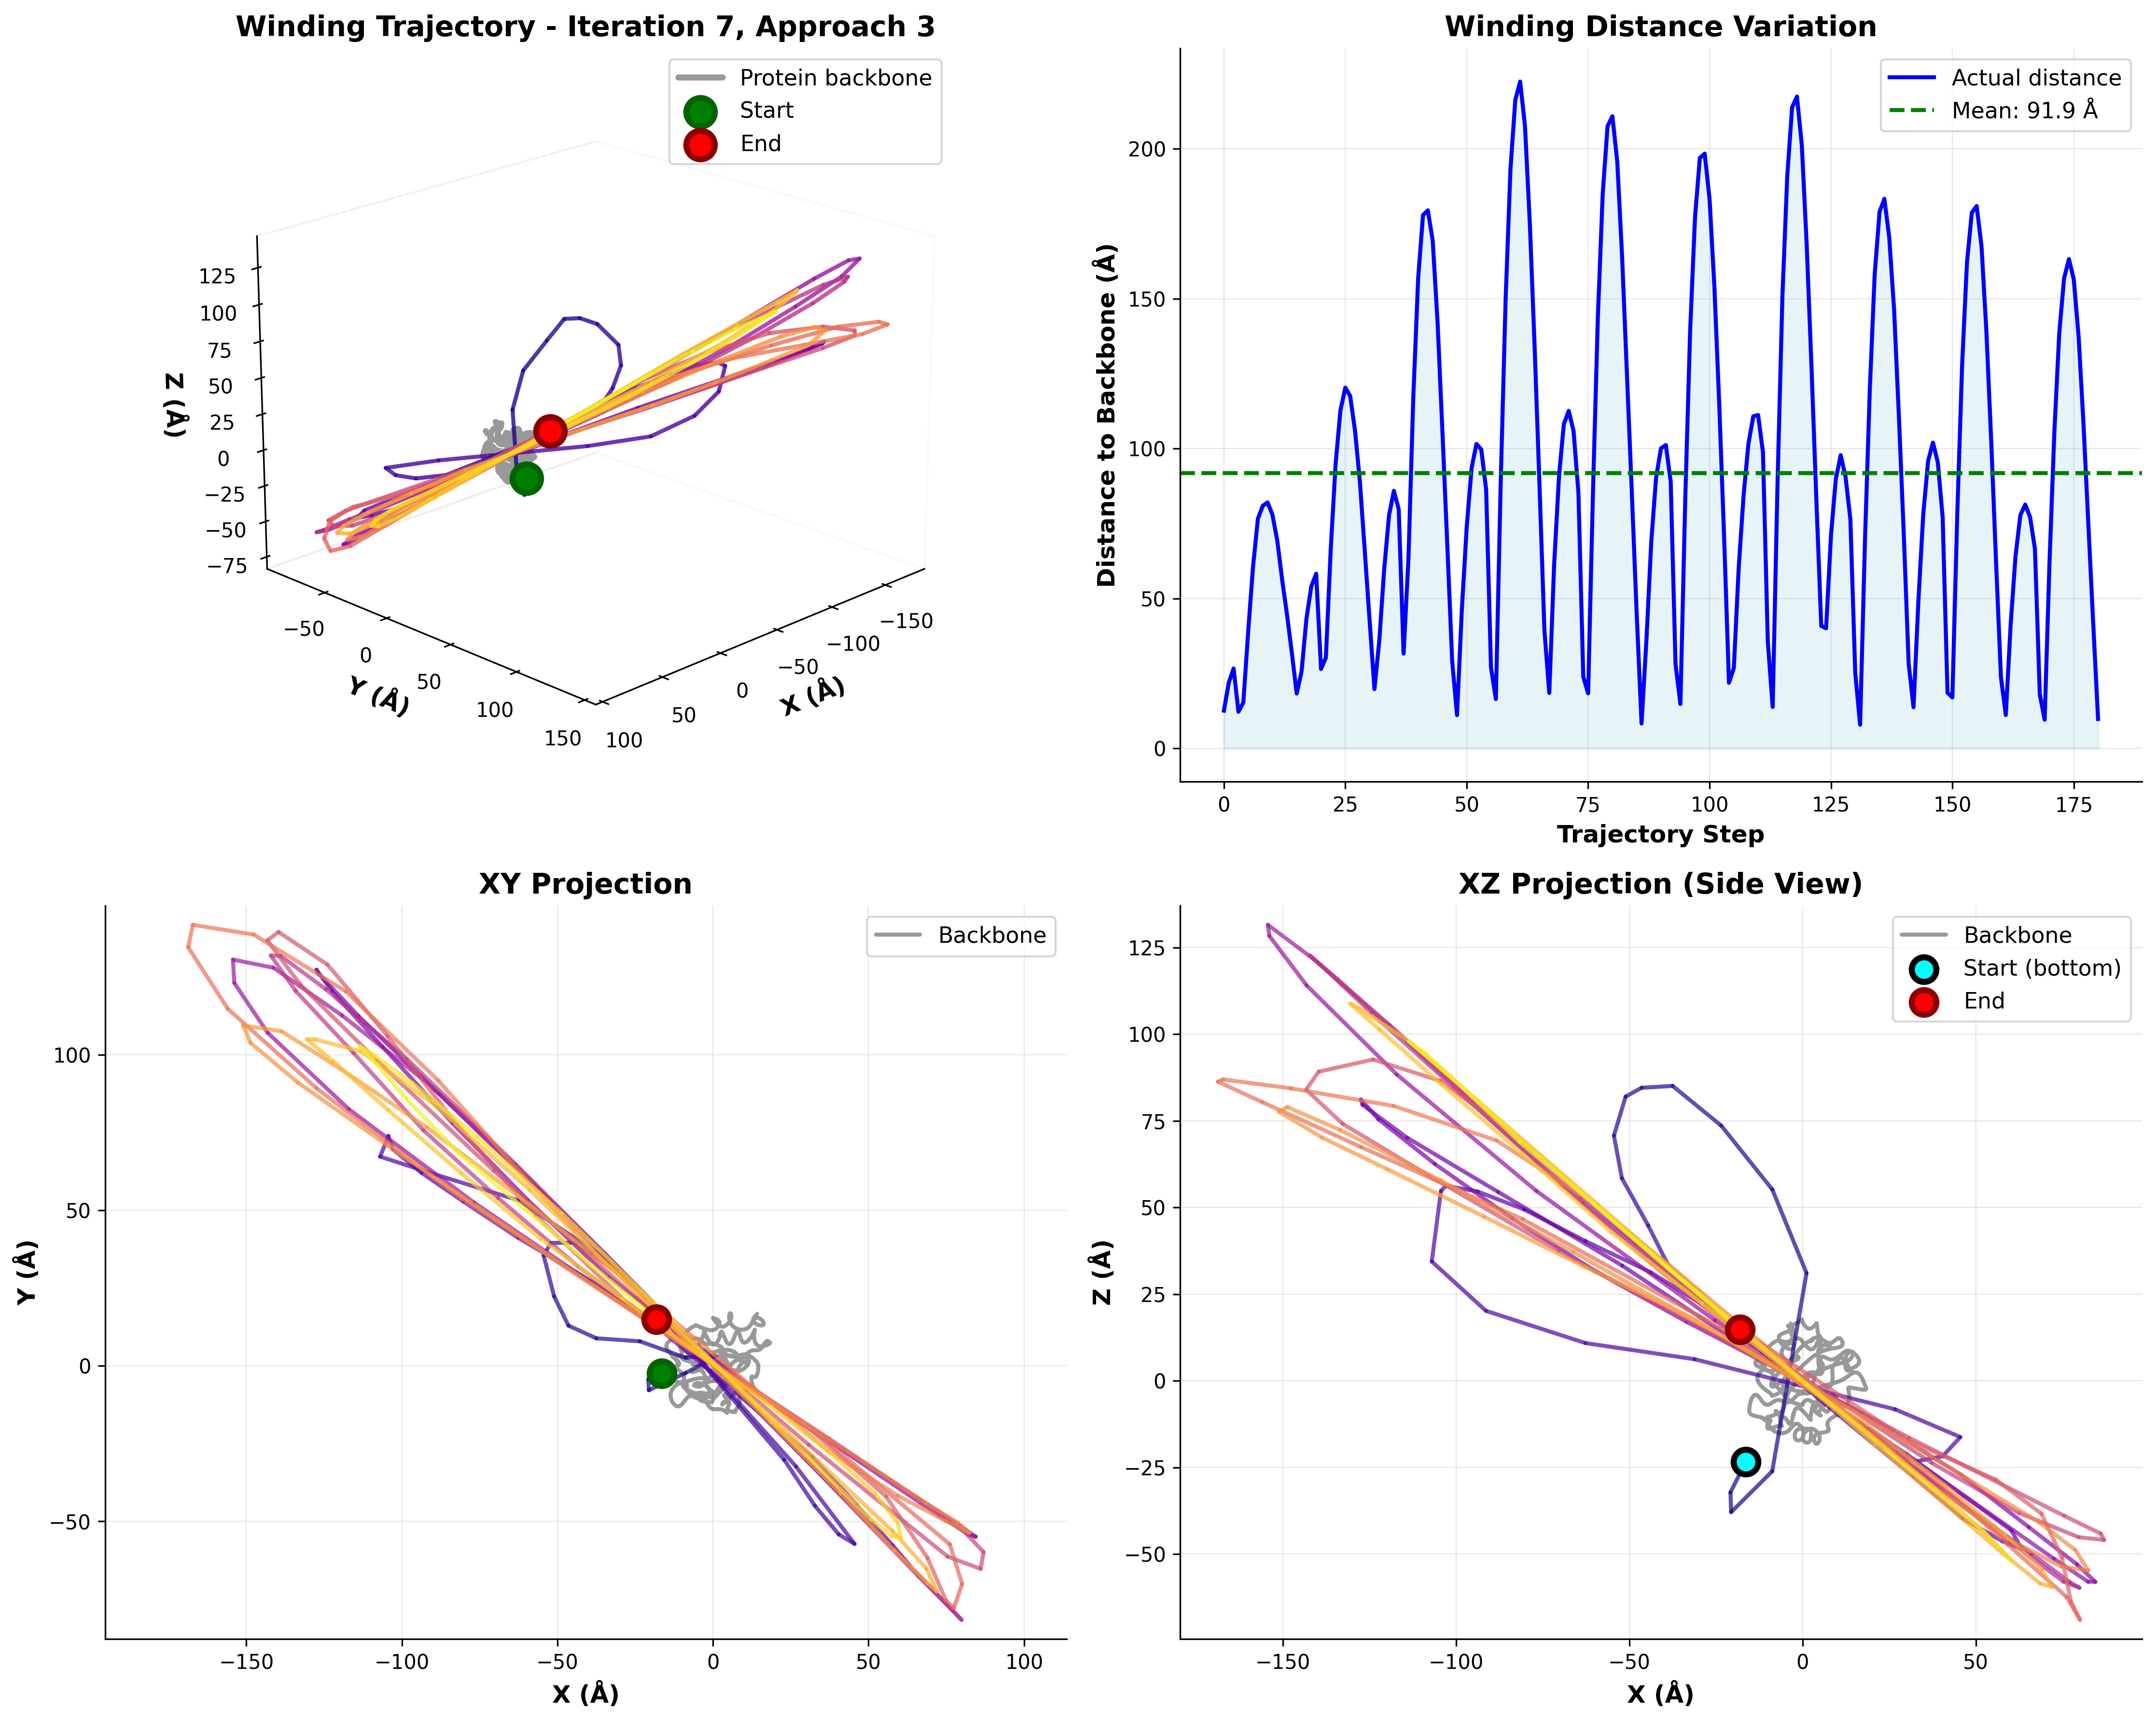 Winding Trajectory - Iteration 7, Approach 3
Protein backbone
Start
End
125
100
75
50
25
0
−25
−50
−75
Z (Å)
−50
0
50
100
150
Y (Å)
100
50
0
−50
−100
−150
X (Å)
Winding Distance Variation
Actual distance
Mean: 91.9 Å
200
150
100
50
0
Distance to Backbone (Å)
0
25
50
75
100
125
150
175
Trajectory Step
XY Projection
Backbone
100
50
0
−50
Y (Å)
−150
−100
−50
0
50
100
X (Å)
XZ Projection (Side View)
Backbone
Start (bottom)
End
125
100
75
50
25
0
−25
−50
Z (Å)
−150
−100
−50
0
50
X (Å)